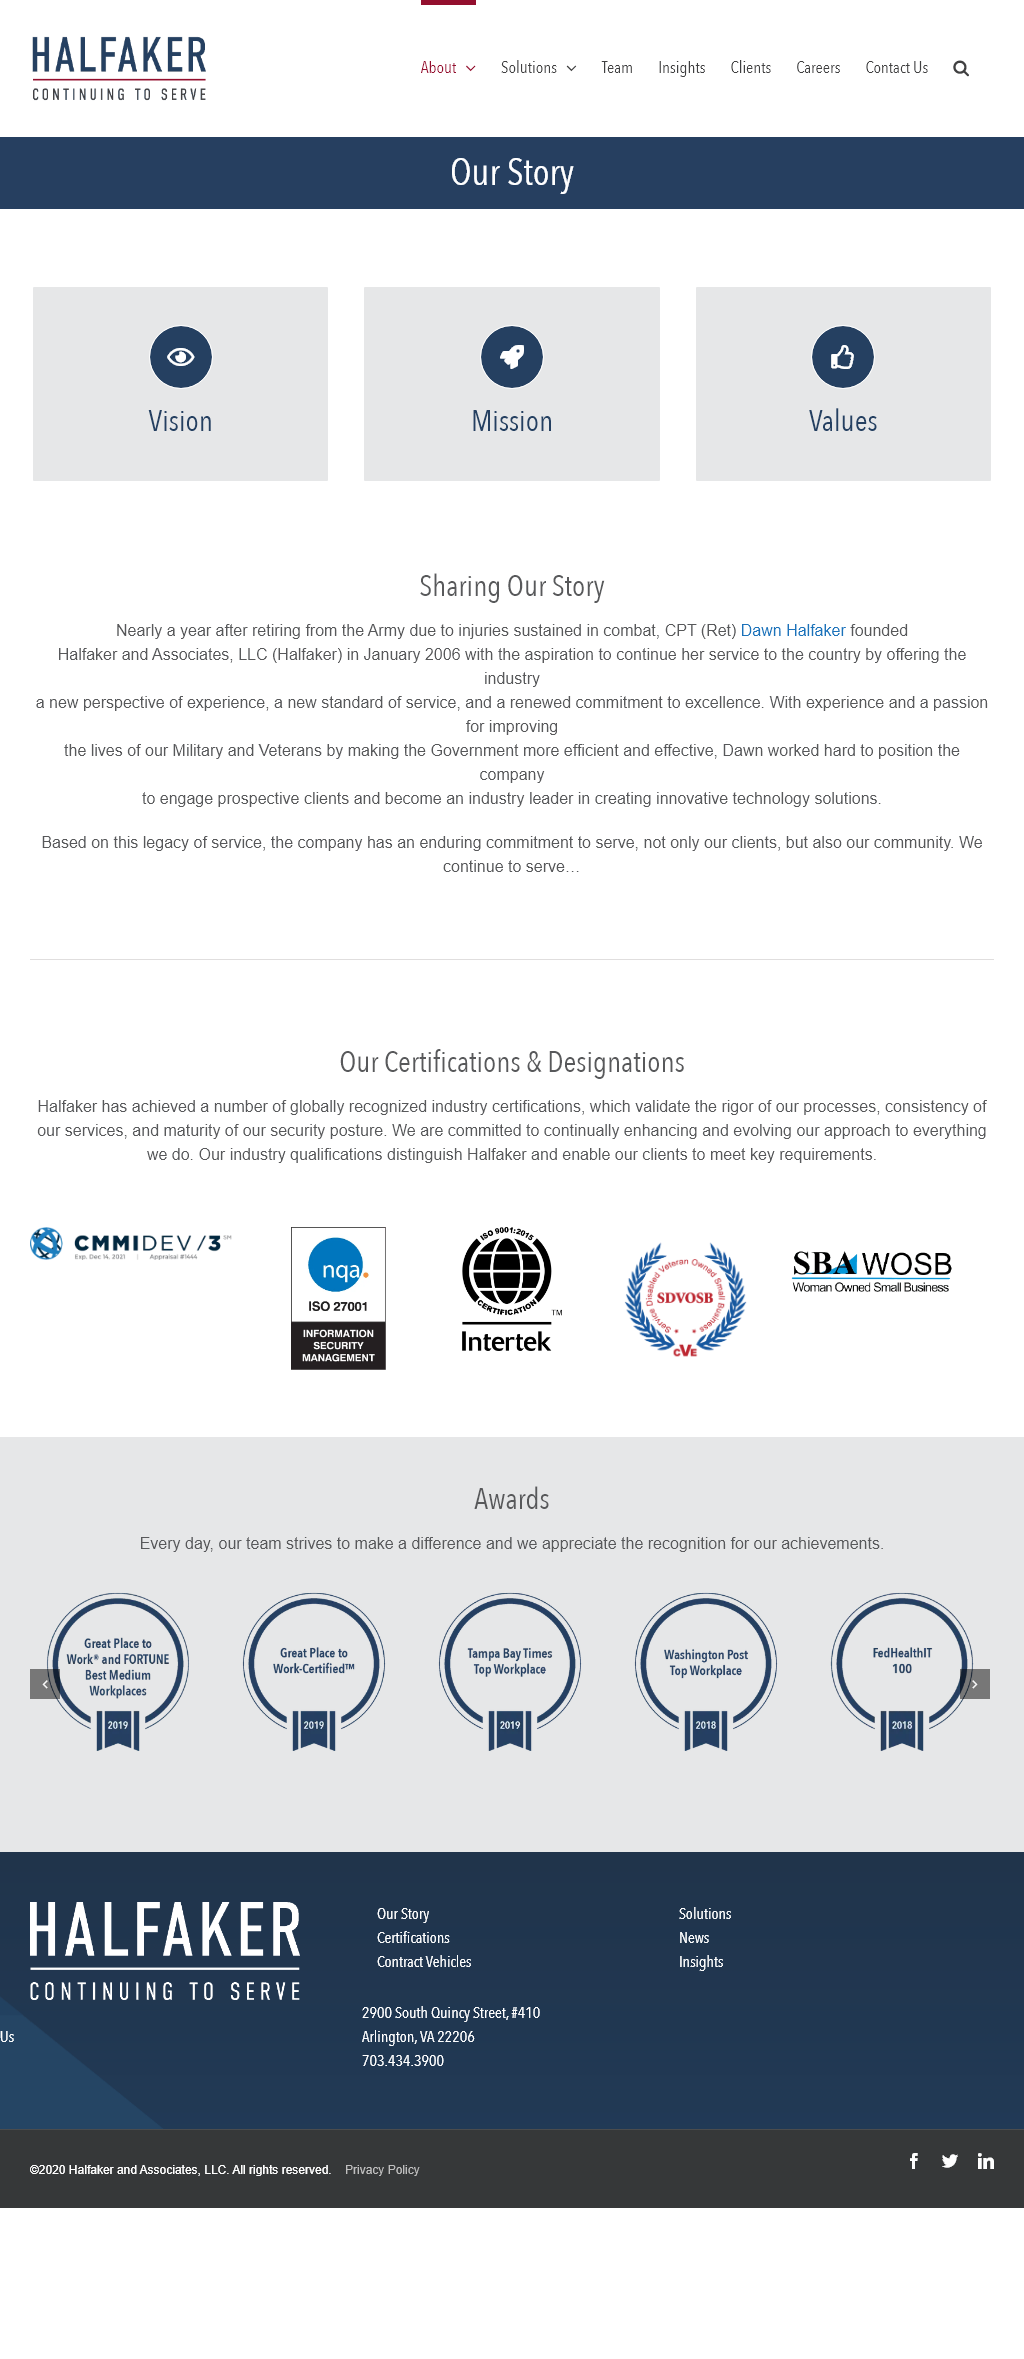 HALFAKER
CONTINUING TO SERVE
About
Solutions
Team
Insights
Clients
Careers
Contact Us
Our Story
Vision
Mission
Values
Sharing Our Story
Nearly a year after retiring from the Army due to injuries sustained in combat, CPT (Ret) Dawn Halfaker founded
Halfaker and Associates, LLC (Halfaker) in January 2006 with the aspiration to continue her service to the country by offering the
industry
a new perspective of experience, a new standard of service, and a renewed commitment to excellence. With experience and a passion
for improving
the lives of our Military and Veterans by making the Government more efficient and effective, Dawn worked hard to position the
company
to engage prospective clients and become an industry leader in creating innovative technology solutions.
Based on this legacy of service, the company has an enduring commitment to serve, not only our clients, but also our community. We
continue to serve…
Our Certifications & Designations
Halfaker has achieved a number of globally recognized industry certifications, which validate the rigor of our processes, consistency of
our services, and maturity of our security posture. We are committed to continually enhancing and evolving our approach to everything
we do. Our industry qualifications distinguish Halfaker and enable our clients to meet key requirements.
CMMIDEV/3 SM
Exp. Dec 14, 2021 | Appraisal #1444
nqa.
ISO 27001
INFORMATION
SECURITY
MANAGEMENT
ISO 9001:2015
CERTIFICATION
TM
Intertek
Service Disabled Veteran Owned Small Business
SDVOSB
CVE
SBA WOSB
Woman Owned Small Business
Awards
Every day, our team strives to make a difference and we appreciate the recognition for our achievements.
Great Place to
Work® and FORTUNE
Best Medium
Workplaces
2019
Great Place to
Work-Certified™
2019
Tampa Bay Times
Top Workplace
2019
Washington Post
Top Workplace
2018
FedHealthIT
100
2018
HALFAKER
CONTINUING TO SERVE
Our Story
Certifications
Contract Vehicles
Solutions
News
Insights
Us
2900 South Quincy Street, #410
Arlington, VA 22206
703.434.3900
©2020 Halfaker and Associates, LLC. All rights reserved. Privacy Policy